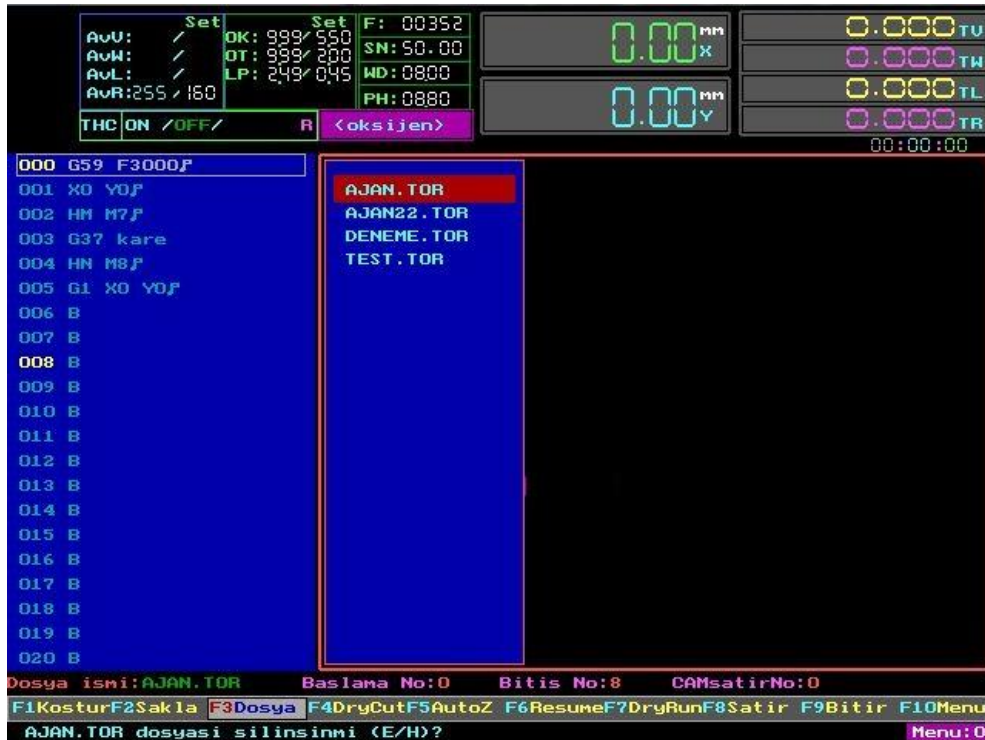 Set
AvV: /
AvW: /
AvL: /
AvR:255/160
Set
OK: 999/550
OT: 999/200
LP: 249/045
F: 00352
SN:50.00
WD:0800
PH:0880
0.00 mm X
0.00 mm Y
0.000 TV
0.000 TW
0.000 TL
0.000 TR
THC ON /OFF/ R <oksijen>
00:00:00
000 G59 F3000
001 X0 Y0
002 HM M7
003 G37 kare
004 HN M8
005 G1 X0 Y0
006 B
007 B
008 B
009 B
010 B
011 B
012 B
013 B
014 B
015 B
016 B
017 B
018 B
019 B
020 B
AJAN.TOR
AJAN22.TOR
DENEME.TOR
TEST.TOR
Dosya ismi:AJAN.TOR Baslama No:0 Bitis No:8 CAMsatirNo:0
F1KosturF2Sakla F3Dosya F4DryCutF5AutoZ F6ResumeF7DryRunF8Satir F9Bitir F10Menu
AJAN.TOR dosyasi silinsinmi (E/H)? Menu:0